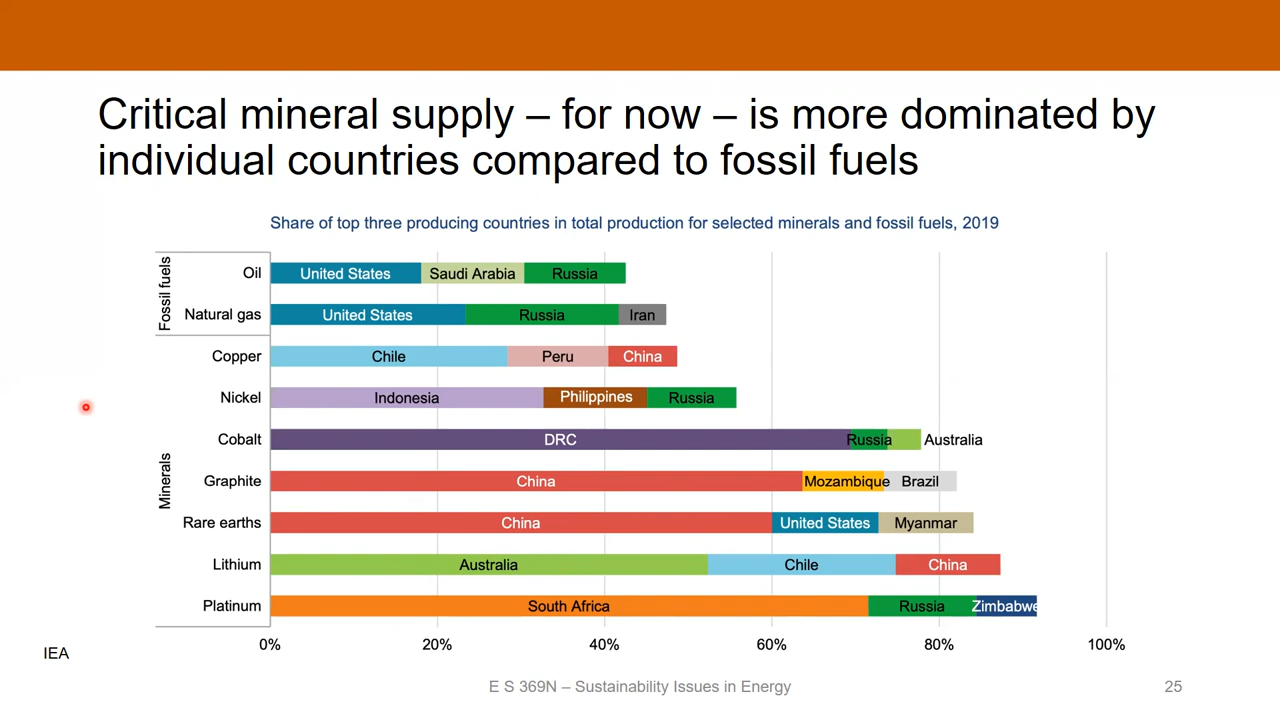 Critical mineral supply – for now – is more dominated by
individual countries compared to fossil fuels
Share of top three producing countries in total production for selected minerals and fossil fuels, 2019
Fossil fuels
Oil United States Saudi Arabia Russia
Natural gas United States Russia Iran
Minerals
Copper Chile Peru China
Nickel Indonesia Philippines Russia
Cobalt DRC Russia Australia
Graphite China Mozambique Brazil
Rare earths China United States Myanmar
Lithium Australia Chile China
Platinum South Africa Russia Zimbabwe
0% 20% 40% 60% 80% 100%
IEA
E S 369N – Sustainability Issues in Energy
25